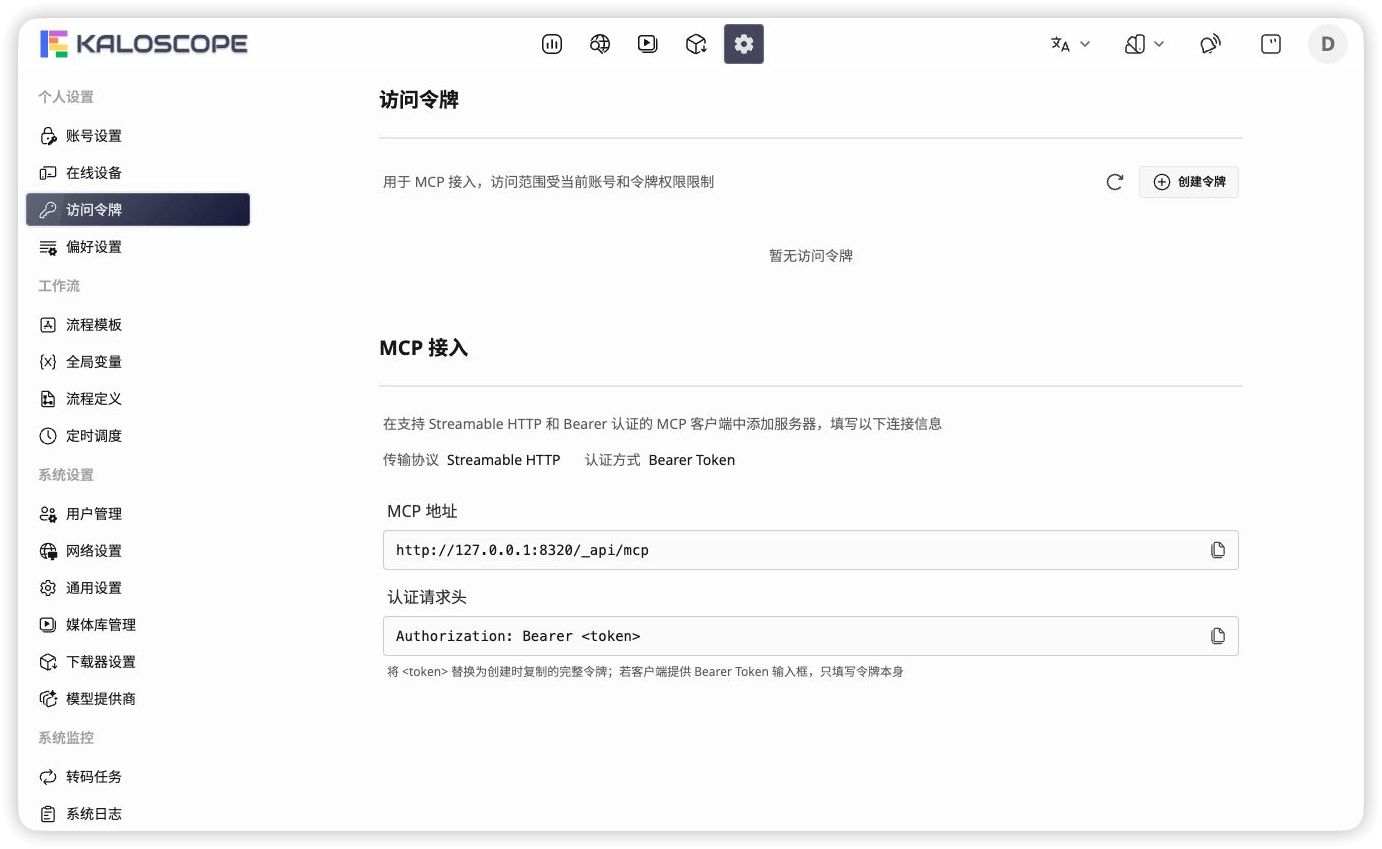 KALOSCOPE
D
个人设置
账号设置
在线设备
访问令牌
偏好设置
工作流
流程模板
全局变量
流程定义
定时调度
系统设置
用户管理
网络设置
通用设置
媒体库管理
下载器设置
模型提供商
系统监控
转码任务
系统日志
访问令牌
用于 MCP 接入，访问范围受当前账号和令牌权限限制
创建令牌
暂无访问令牌
MCP 接入
在支持 Streamable HTTP 和 Bearer 认证的 MCP 客户端中添加服务器，填写以下连接信息
传输协议 Streamable HTTP 认证方式 Bearer Token
MCP 地址
http://127.0.0.1:8320/_api/mcp
认证请求头
Authorization: Bearer <token>
将 <token> 替换为创建时复制的完整令牌；若客户端提供 Bearer Token 输入框，只填写令牌本身